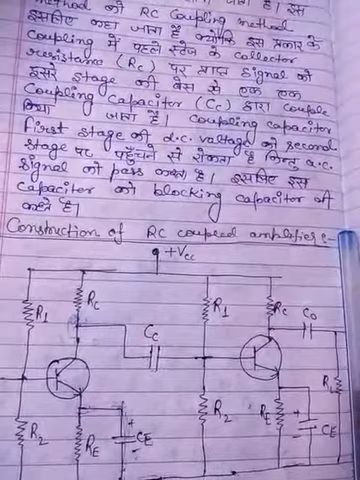 method को RC Coupling method
इसलिए कहा जाता है क्योंकि इस प्रकार के
Coupling में पहले स्टेज के collector
resistance (Rc) पर प्राप्त signal को
दूसरे stage की बेस से एक
coupling Capacitor (Cc) द्वारा couple
किया जाता है। coupling capacitor
first stage की d.c. voltage को second
stage पर पहुँचने से रोकता है किन्तु a.c.
signal को pass करता है। इसलिए इस
capaciter को blocking capaciter भी
कहते है।
Construction of RC coupled amplifier :-
+Vcc
R1 Rc Cc R1 Rc Co
RL
R2 RE + CE R2 RE + CE